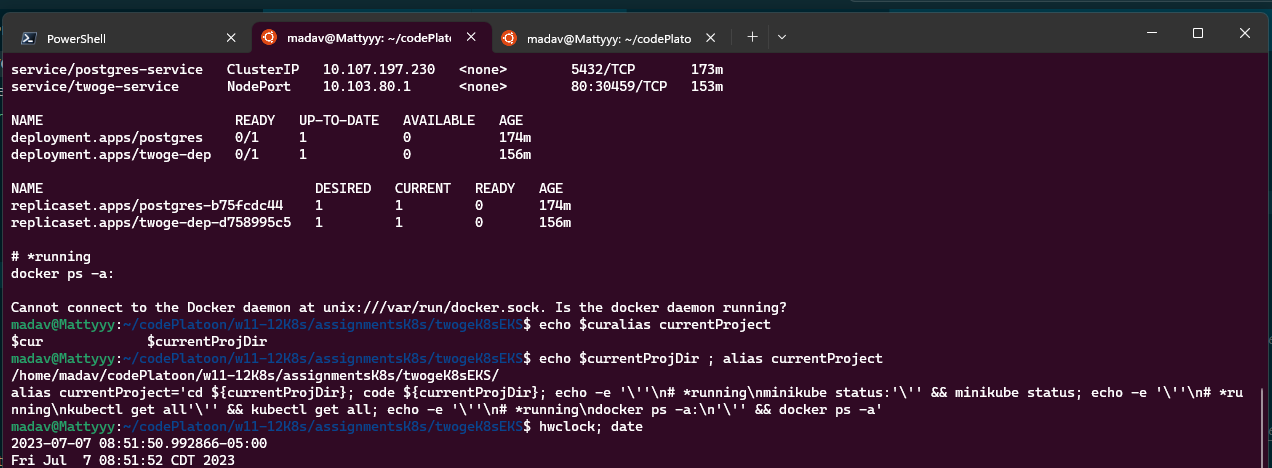 PowerShell
madav@Mattyyy: ~/codePlato
madav@Mattyyy: ~/codePlato
service/postgres-service   ClusterIP   10.107.197.230   <none>        5432/TCP       173m
service/twoge-service      NodePort    10.103.80.1      <none>        80:30459/TCP   153m
NAME                        READY   UP-TO-DATE   AVAILABLE   AGE
deployment.apps/postgres    0/1     1            0           174m
deployment.apps/twoge-dep   0/1     1            0           156m
NAME                                  DESIRED   CURRENT   READY   AGE
replicaset.apps/postgres-b75fcdc44    1         1         0       174m
replicaset.apps/twoge-dep-d758995c5   1         1         0       156m
# *running
docker ps -a:
Cannot connect to the Docker daemon at unix:///var/run/docker.sock. Is the docker daemon running?
madav@Mattyyy:~/codePlatoon/w11-12K8s/assignmentsK8s/twogeK8sEKS$ echo $curalias currentProject
$cur             $currentProjDir
madav@Mattyyy:~/codePlatoon/w11-12K8s/assignmentsK8s/twogeK8sEKS$ echo $currentProjDir ; alias currentProject
/home/madav/codePlatoon/w11-12K8s/assignmentsK8s/twogeK8sEKS/
alias currentProject='cd ${currentProjDir}; code ${currentProjDir}; echo -e '\''\n# *running\nminikube status:'\'' && minikube status; echo -e '\''\n# *ru
nning\nkubectl get all'\'' && kubectl get all; echo -e '\''\n# *running\ndocker ps -a:\n'\'' && docker ps -a'
madav@Mattyyy:~/codePlatoon/w11-12K8s/assignmentsK8s/twogeK8sEKS$ hwclock; date
2023-07-07 08:51:50.992866-05:00
Fri Jul  7 08:51:52 CDT 2023